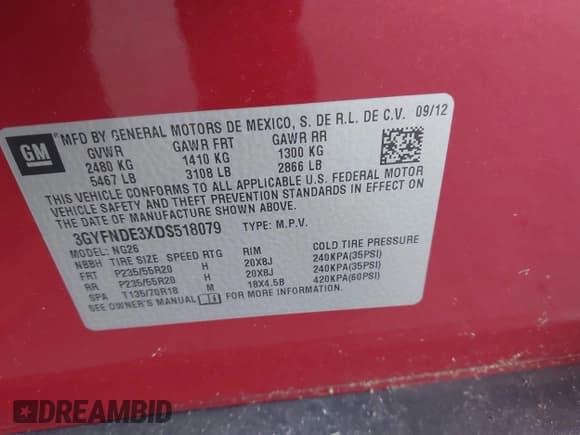 GM
MFD BY GENERAL MOTORS DE MEXICO, S. DE R.L. DE C.V. 09/12
GVWR GAWR FRT GAWR RR
2480 KG 1410 KG 1300 KG
5467 LB 3108 LB 2866 LB
THIS VEHICLE CONFORMS TO ALL APPLICABLE U.S. FEDERAL MOTOR
VEHICLE SAFETY AND THEFT PREVENTION STANDARDS IN EFFECT ON
THE DATE OF MANUFACTURE SHOWN ABOVE.
3GYFNDE3XDS518079 TYPE: M.P.V.
MODEL: NG26
NBBH TIRE SIZE SPEED RTG RIM COLD TIRE PRESSURE
FRT P235/55R20 H 20X8J 240KPA(35PSI)
RR P235/55R20 H 20X8J 240KPA(35PSI)
SPA T135/70R18 M 18X4.5B 420KPA(60PSI)
SEE OWNER'S MANUAL FOR MORE INFORMATION.
DREAMBID